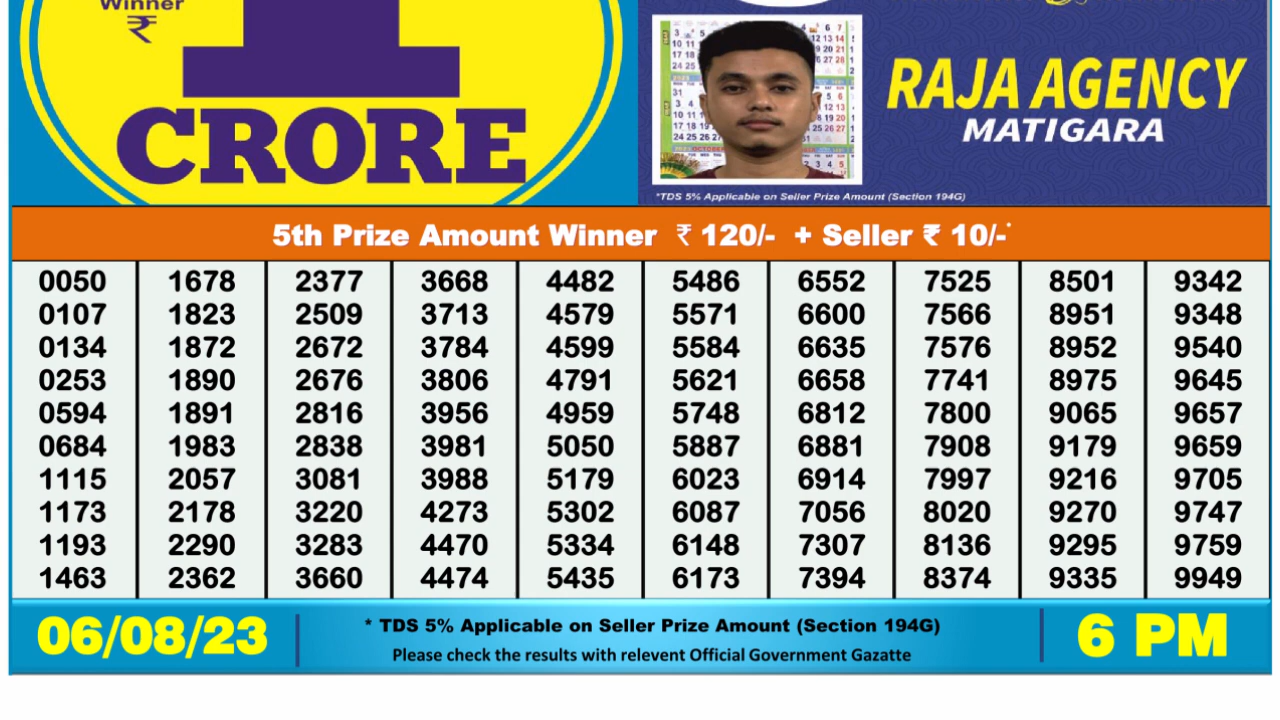 Winner
₹
1
CRORE
RAJA AGENCY
MATIGARA
*TDS 5% Applicable on Seller Prize Amount (Section 194G)
5th Prize Amount Winner ₹ 120/- + Seller ₹ 10/-*
0050 1678 2377 3668 4482 5486 6552 7525 8501 9342
0107 1823 2509 3713 4579 5571 6600 7566 8951 9348
0134 1872 2672 3784 4599 5584 6635 7576 8952 9540
0253 1890 2676 3806 4791 5621 6658 7741 8975 9645
0594 1891 2816 3956 4959 5748 6812 7800 9065 9657
0684 1983 2838 3981 5050 5887 6881 7908 9179 9659
1115 2057 3081 3988 5179 6023 6914 7997 9216 9705
1173 2178 3220 4273 5302 6087 7056 8020 9270 9747
1193 2290 3283 4470 5334 6148 7307 8136 9295 9759
1463 2362 3660 4474 5435 6173 7394 8374 9335 9949
06/08/23
* TDS 5% Applicable on Seller Prize Amount (Section 194G)
Please check the results with relevent Official Government Gazatte
6 PM